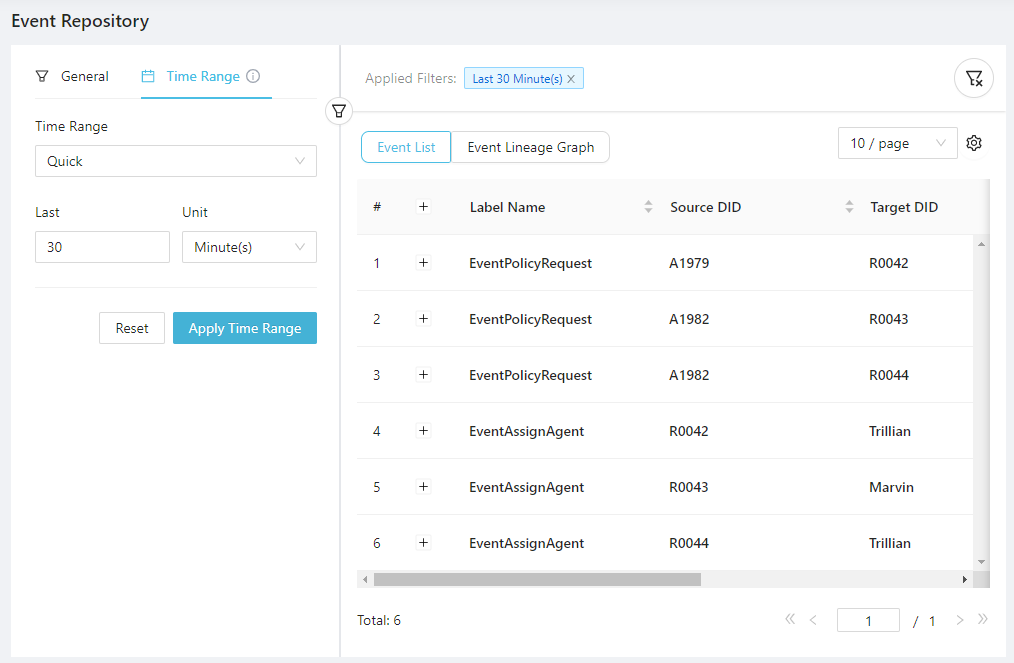 Event Repository
General Time Range
Time Range
Quick
Last Unit
30 Minute(s)
Reset Apply Time Range
Applied Filters: Last 30 Minute(s)
Event List Event Lineage Graph 10 / page
# + Label Name Source DID Target DID
1 + EventPolicyRequest A1979 R0042
2 + EventPolicyRequest A1982 R0043
3 + EventPolicyRequest A1982 R0044
4 + EventAssignAgent R0042 Trillian
5 + EventAssignAgent R0043 Marvin
6 + EventAssignAgent R0044 Trillian
Total: 6 1 / 1